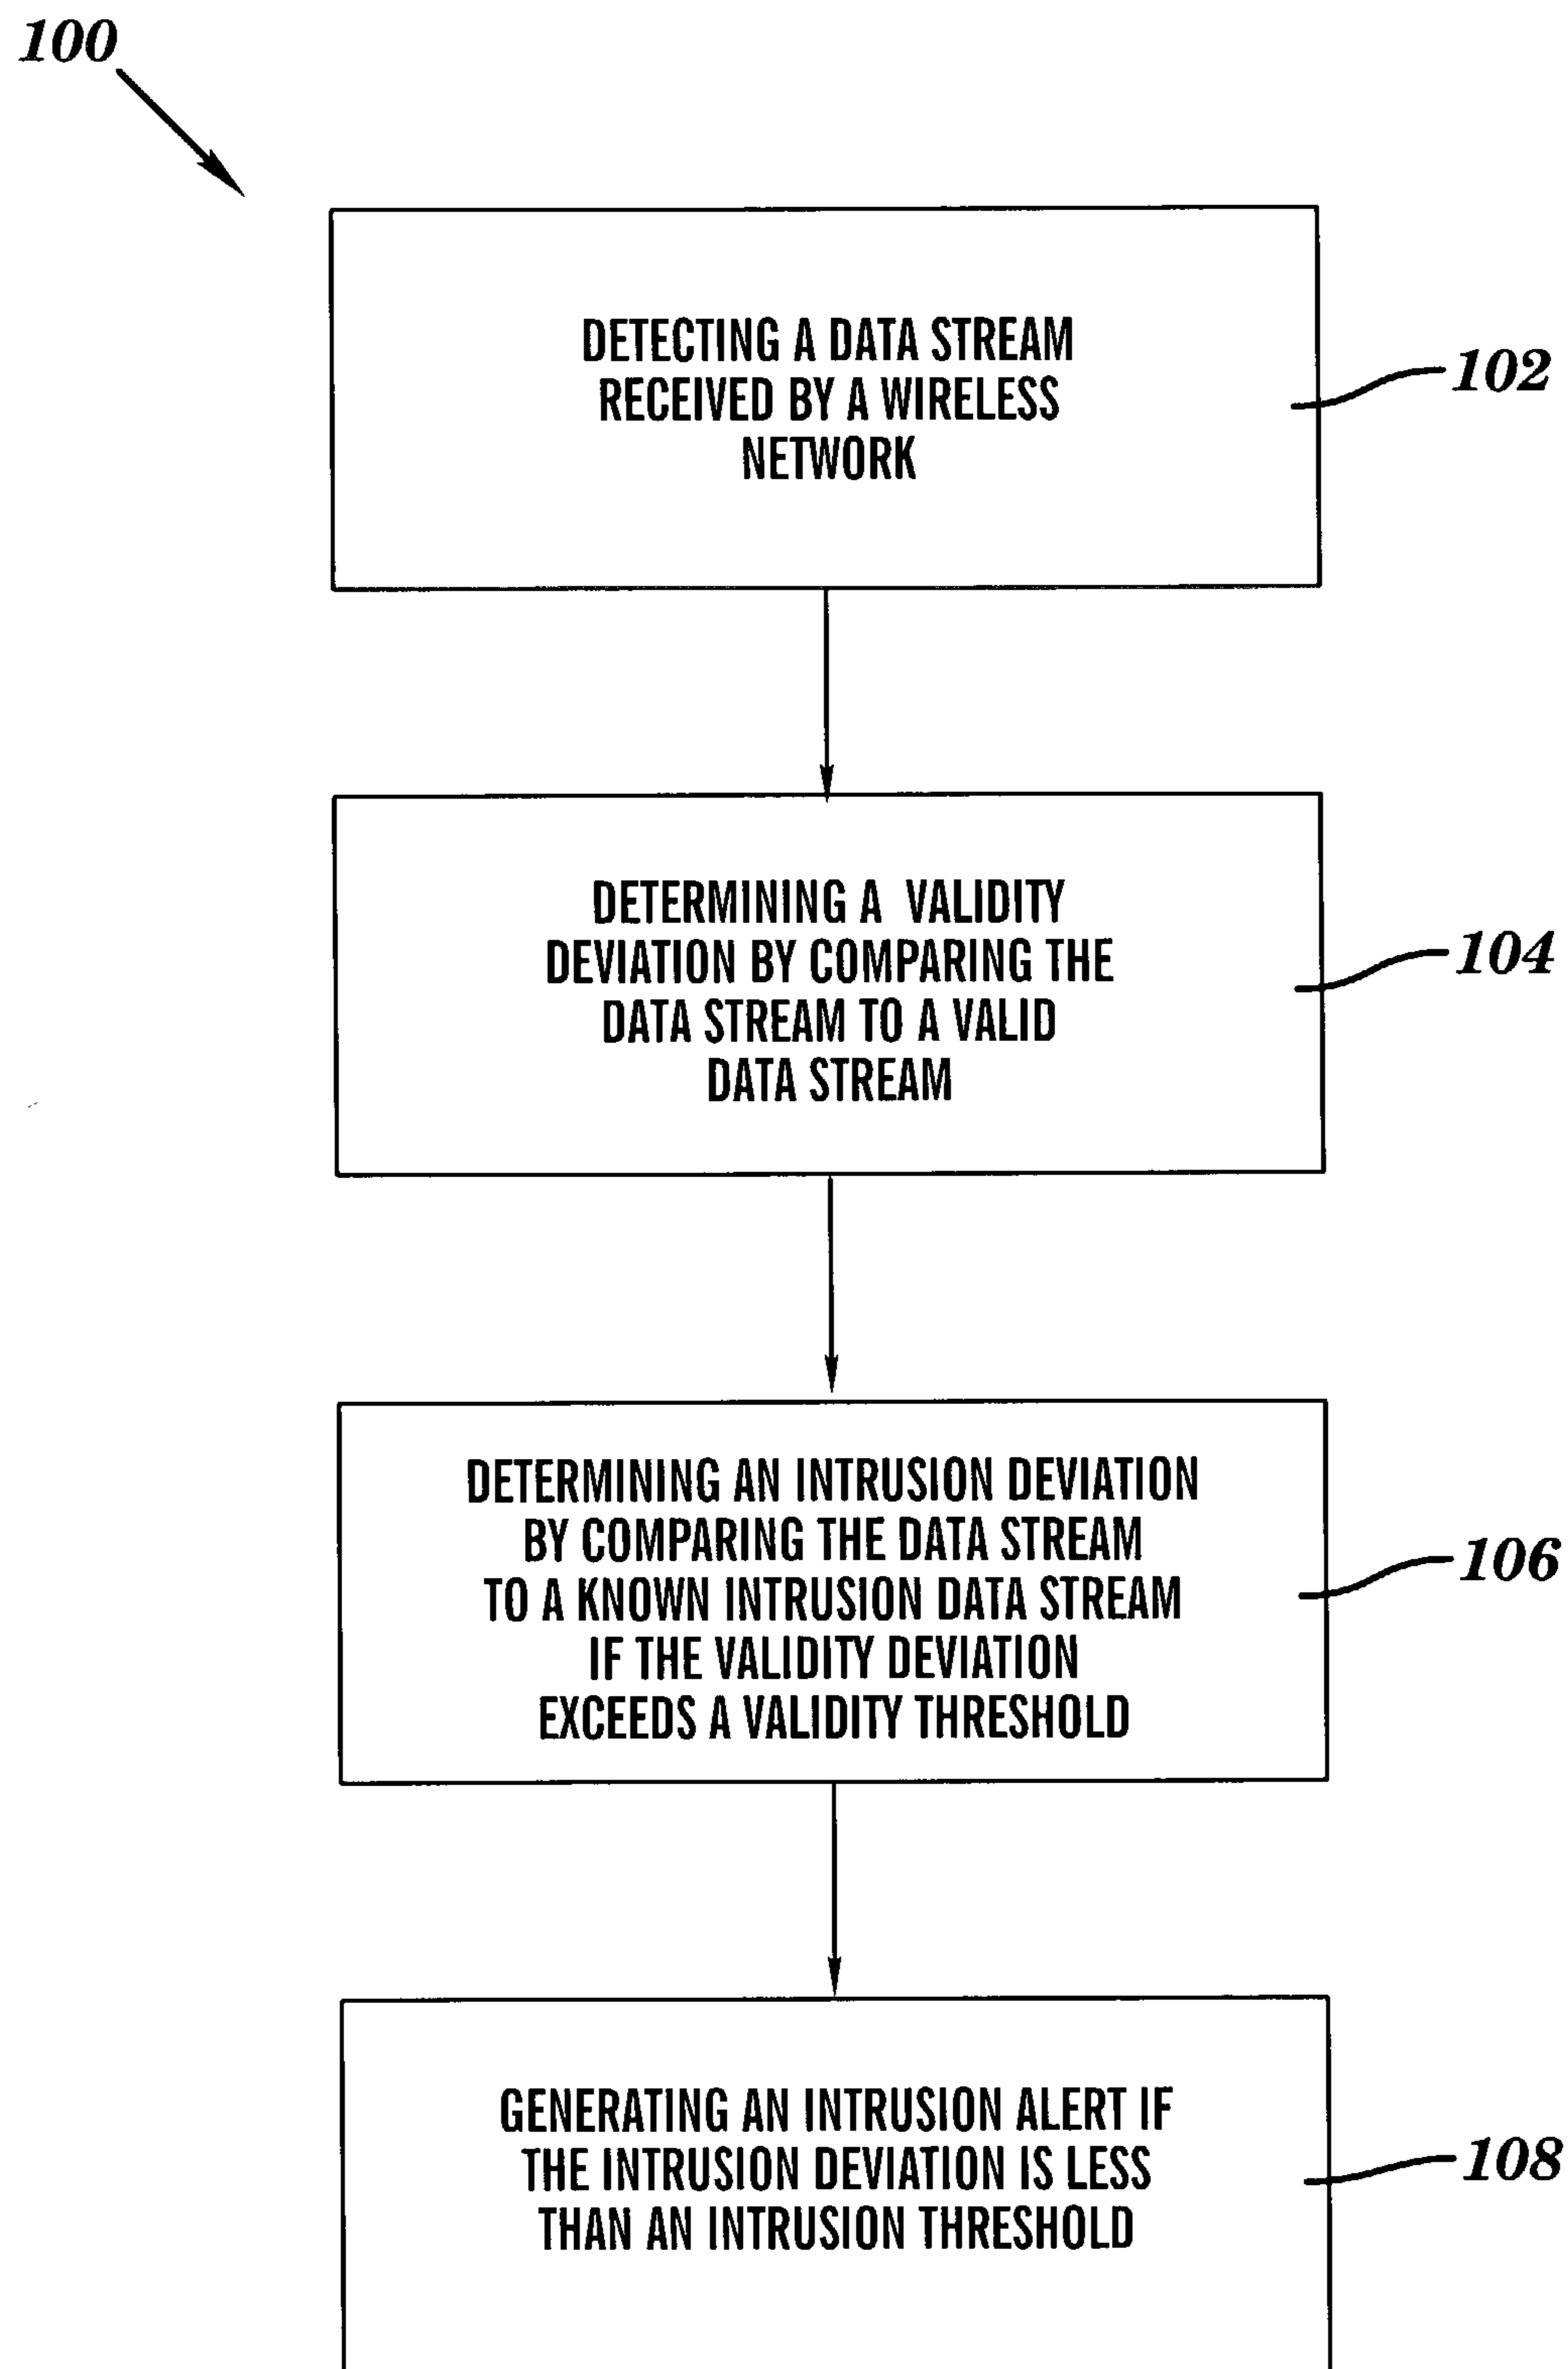 100
DETECTING A DATA STREAM
RECEIVED BY A WIRELESS
NETWORK
102
DETERMINING A VALIDITY
DEVIATION BY COMPARING THE
DATA STREAM TO A VALID
DATA STREAM
104
DETERMINING AN INTRUSION DEVIATION
BY COMPARING THE DATA STREAM
TO A KNOWN INTRUSION DATA STREAM
IF THE VALIDITY DEVIATION
EXCEEDS A VALIDITY THRESHOLD
106
GENERATING AN INTRUSION ALERT IF
THE INTRUSION DEVIATION IS LESS
THAN AN INTRUSION THRESHOLD
108